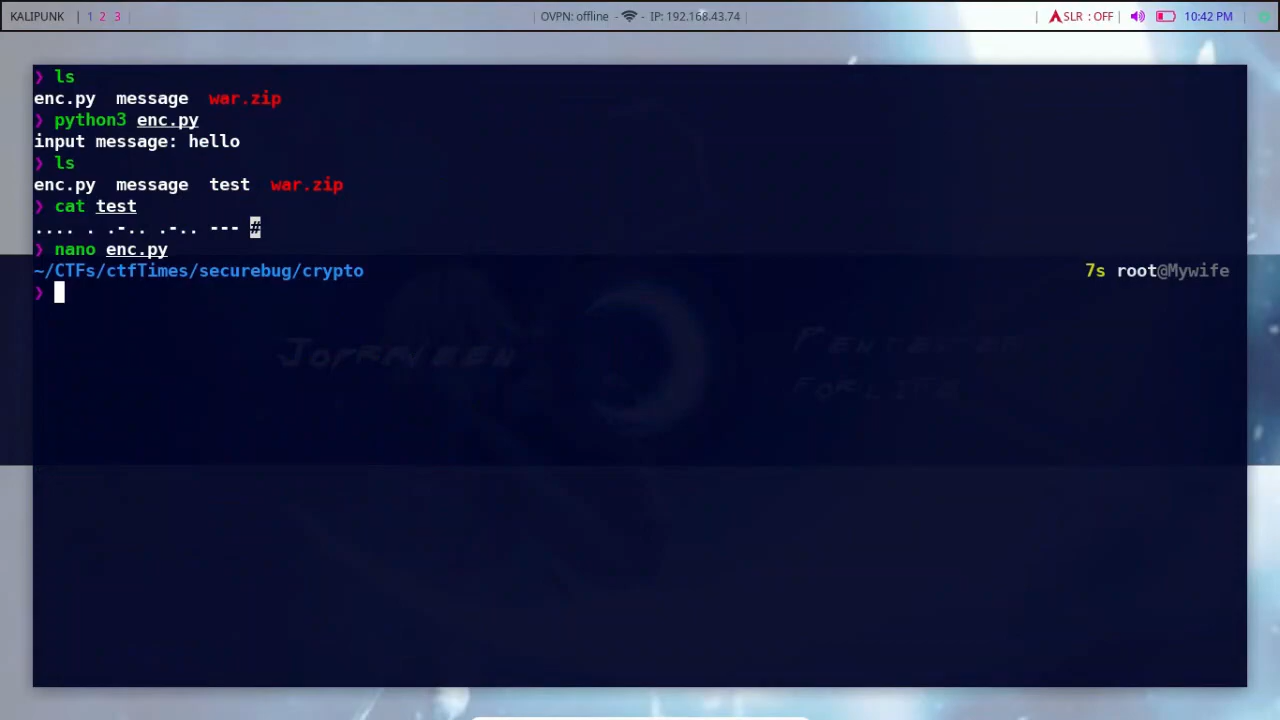 KALIPUNK | 1 2 3 | | OVPN: offline - - IP: 192.168.43.74 | | SLR : OFF | 10:42 PM |
❯ ls
enc.py message war.zip
❯ python3 enc.py
input message: hello
❯ ls
enc.py message test war.zip
❯ cat test
.... . .-.. .-.. --- #
❯ nano enc.py
~/CTFs/ctfTimes/securebug/crypto 7s root@Mywife
❯